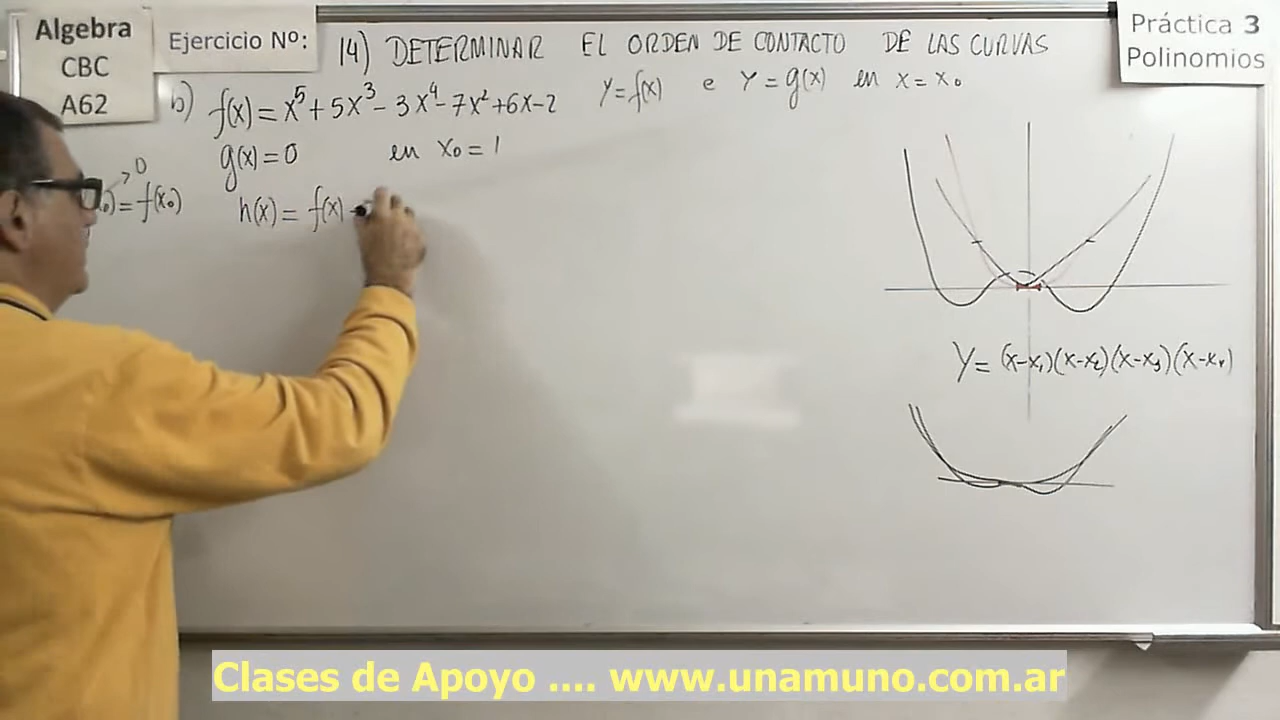 Algebra
CBC
A62
Ejercicio Nº:
14) DETERMINAR EL ORDEN DE CONTACTO DE LAS CURVAS
y=f(x) e y=g(x) en x=x₀
Práctica 3
Polinomios
b) f(x)=x⁵+5x³-3x⁴-7x²+6x-2
g(x)=0 en x₀=1
0
=f(x₀)
h(x)=f(x)-
y=(x-x₁)(x-x₂)(x-x₃)(x-x₄)
Clases de Apoyo .... www.unamuno.com.ar